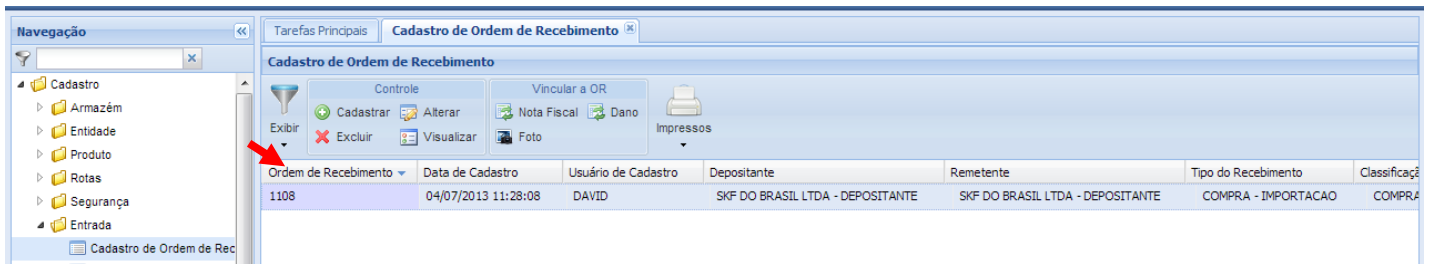 Navegação
Cadastro
Armazém
Entidade
Produto
Rotas
Segurança
Entrada
Cadastro de Ordem de Rec
Tarefas Principais
Cadastro de Ordem de Recebimento
Cadastro de Ordem de Recebimento
Exibir
Controle
Cadastrar
Alterar
Excluir
Visualizar
Vincular a OR
Nota Fiscal
Dano
Foto
Impressos
Ordem de Recebimento
Data de Cadastro
Usuário de Cadastro
Depositante
Remetente
Tipo do Recebimento
Classificaçã
1108
04/07/2013 11:28:08
DAVID
SKF DO BRASIL LTDA - DEPOSITANTE
SKF DO BRASIL LTDA - DEPOSITANTE
COMPRA - IMPORTACAO
COMPRA